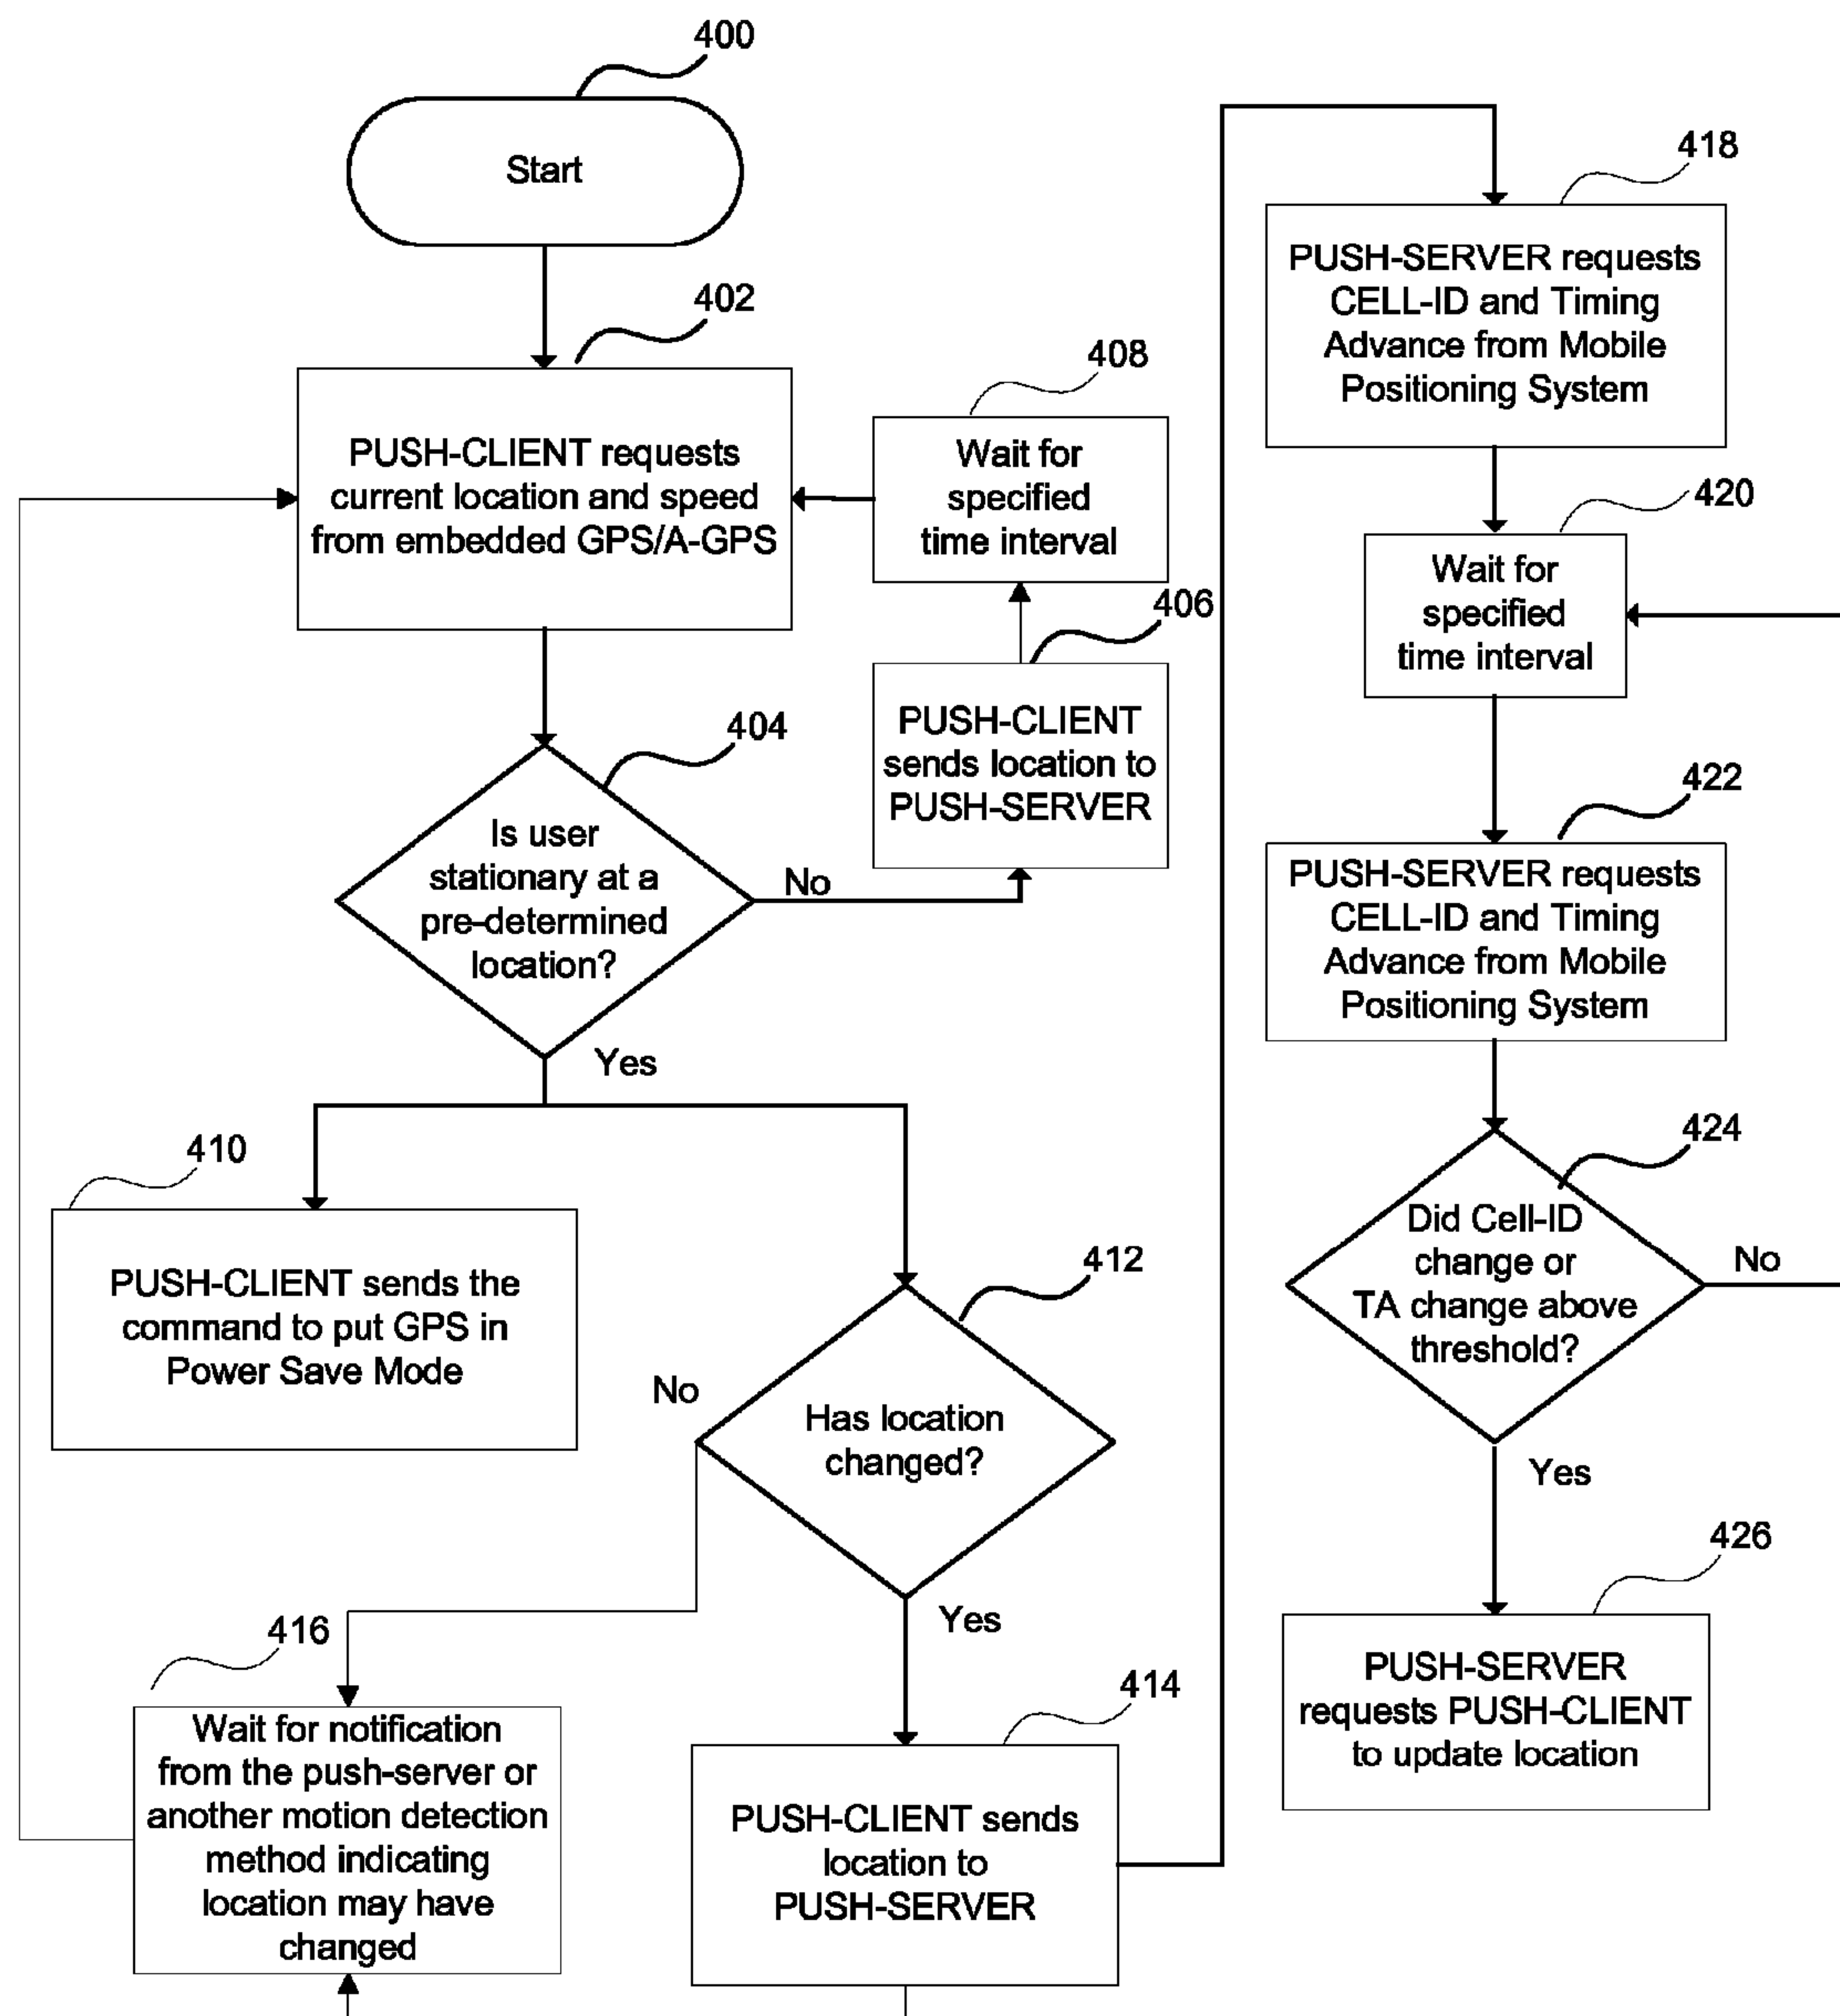 400
Start
402
PUSH-CLIENT requests
current location and speed
from embedded GPS/A-GPS
408
Wait for
specified
time interval
406
PUSH-CLIENT
sends location to
PUSH-SERVER
404
Is user
stationary at a
pre-determined
location?
No
Yes
410
PUSH-CLIENT sends the
command to put GPS in
Power Save Mode
412
Has location
changed?
No
Yes
416
Wait for notification
from the push-server or
another motion detection
method indicating
location may have
changed
414
PUSH-CLIENT sends
location to
PUSH-SERVER
418
PUSH-SERVER requests
CELL-ID and Timing
Advance from Mobile
Positioning System
420
Wait for
specified
time interval
422
PUSH-SERVER requests
CELL-ID and Timing
Advance from Mobile
Positioning System
424
Did Cell-ID
change or
TA change above
threshold?
No
Yes
426
PUSH-SERVER
requests PUSH-CLIENT
to update location